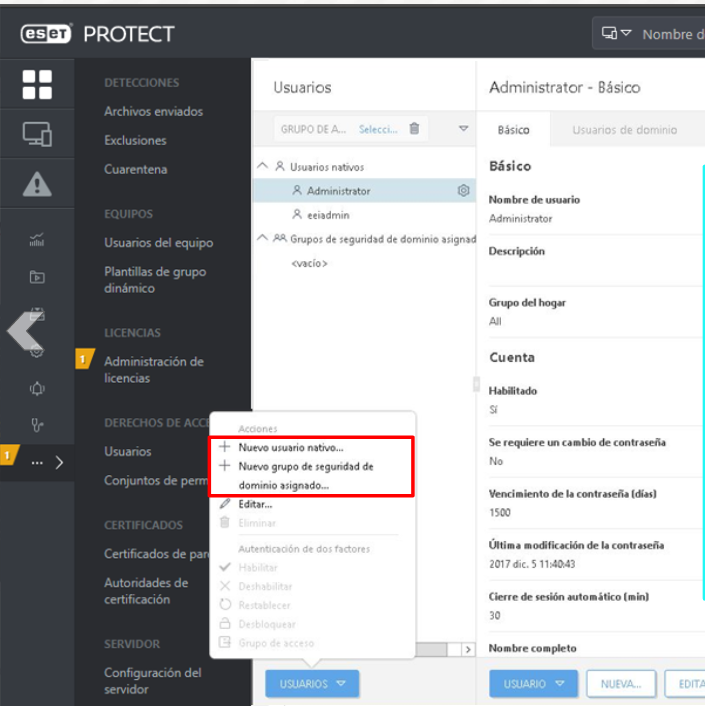 eset PROTECT
Nombre d
DETECCIONES
Archivos enviados
Exclusiones
Cuarentena
EQUIPOS
Usuarios del equipo
Plantillas de grupo
dinámico
LICENCIAS
1
Administración de
licencias
DERECHOS DE ACCE
Usuarios
Conjuntos de perm
1
...
CERTIFICADOS
Certificados de par
Autoridades de
certificación
SERVIDOR
Configuración del
servidor
Usuarios
GRUPO DE A... Selecci...
Usuarios nativos
Administrator
eeiadmin
Grupos de seguridad de dominio asignad
<vacío>
Acciones
Nuevo usuario nativo...
Nuevo grupo de seguridad de
dominio asignado...
Editar...
Eliminar
Autenticación de dos factores
Habilitar
Deshabilitar
Restablecer
Desbloquear
Grupo de acceso
USUARIOS
Administrator - Básico
Básico
Usuarios de dominio
Básico
Nombre de usuario
Administrator
Descripción
Grupo del hogar
All
Cuenta
Habilitado
Sí
Se requiere un cambio de contraseña
No
Vencimiento de la contraseña (días)
1500
Última modificación de la contraseña
2017 dic. 5 11:40:43
Cierre de sesión automático (min)
30
Nombre completo
USUARIO
NUEVA...
EDITA